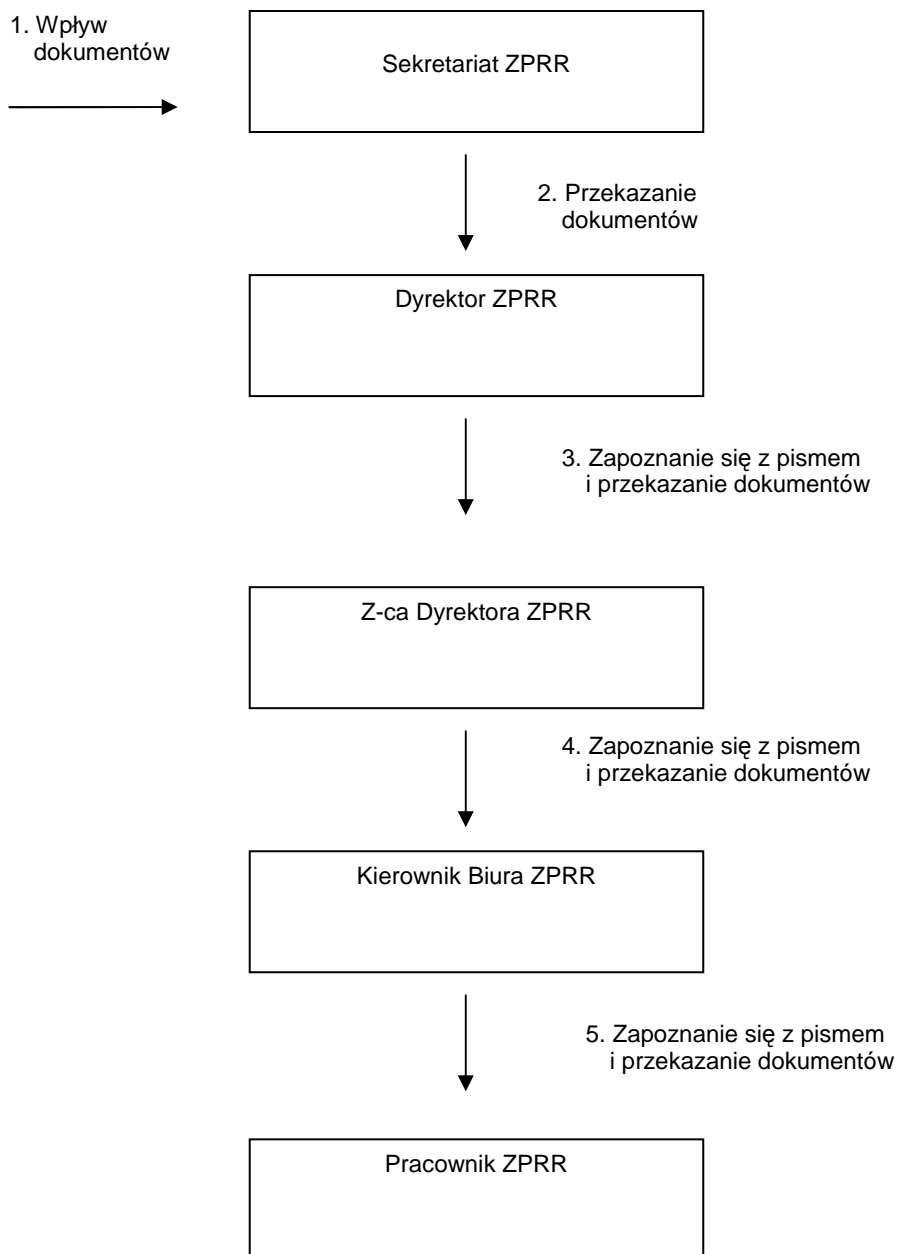 1. Wpływ
dokumentów
Sekretariat ZPRR
2. Przekazanie
dokumentów
Dyrektor ZPRR
3. Zapoznanie się z pismem
i przekazanie dokumentów
Z-ca Dyrektora ZPRR
4. Zapoznanie się z pismem
i przekazanie dokumentów
Kierownik Biura ZPRR
5. Zapoznanie się z pismem
i przekazanie dokumentów
Pracownik ZPRR